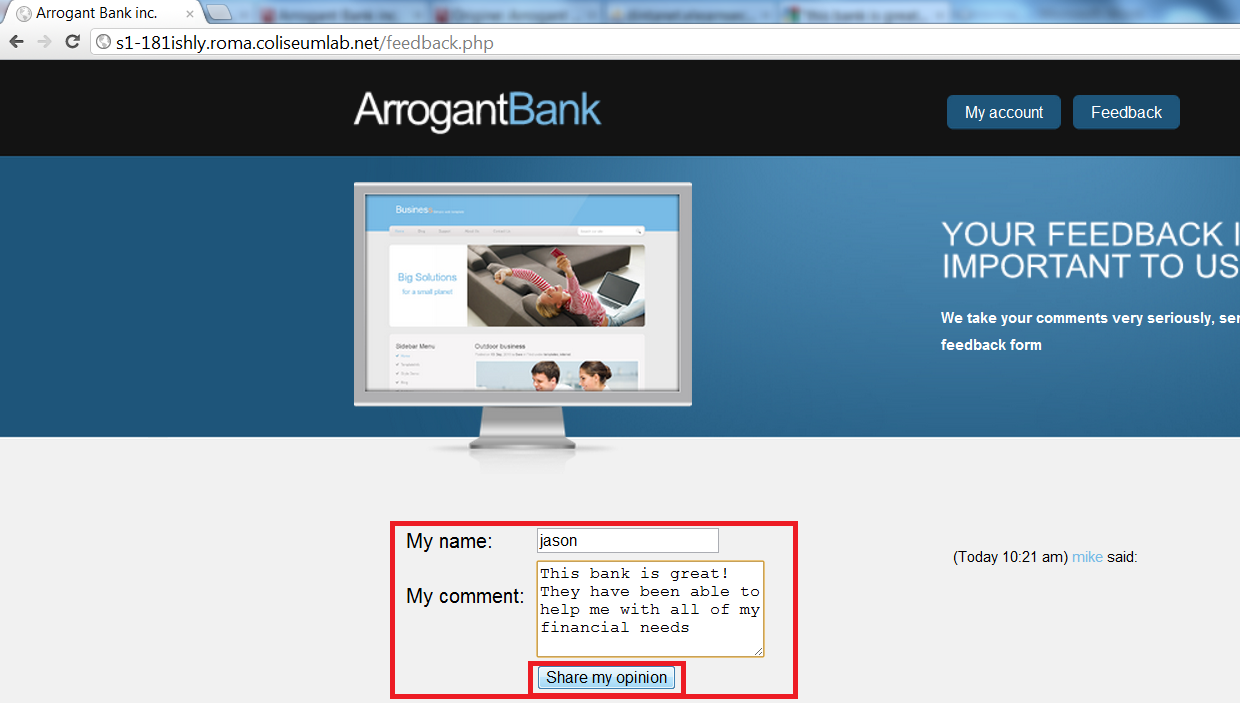 Arrogant Bank inc.
s1-181ishly.roma.coliseumlab.net/feedback.php
ArrogantBank
My account
Feedback
Business
Big Solutions
for a small planet
Sidebar Menu
Outdoor business
YOUR FEEDBACK I
IMPORTANT TO US
We take your comments very seriously, ser
feedback form
My name:
jason
My comment:
This bank is great!
They have been able to
help me with all of my
financial needs
Share my opinion
(Today 10:21 am) mike said: